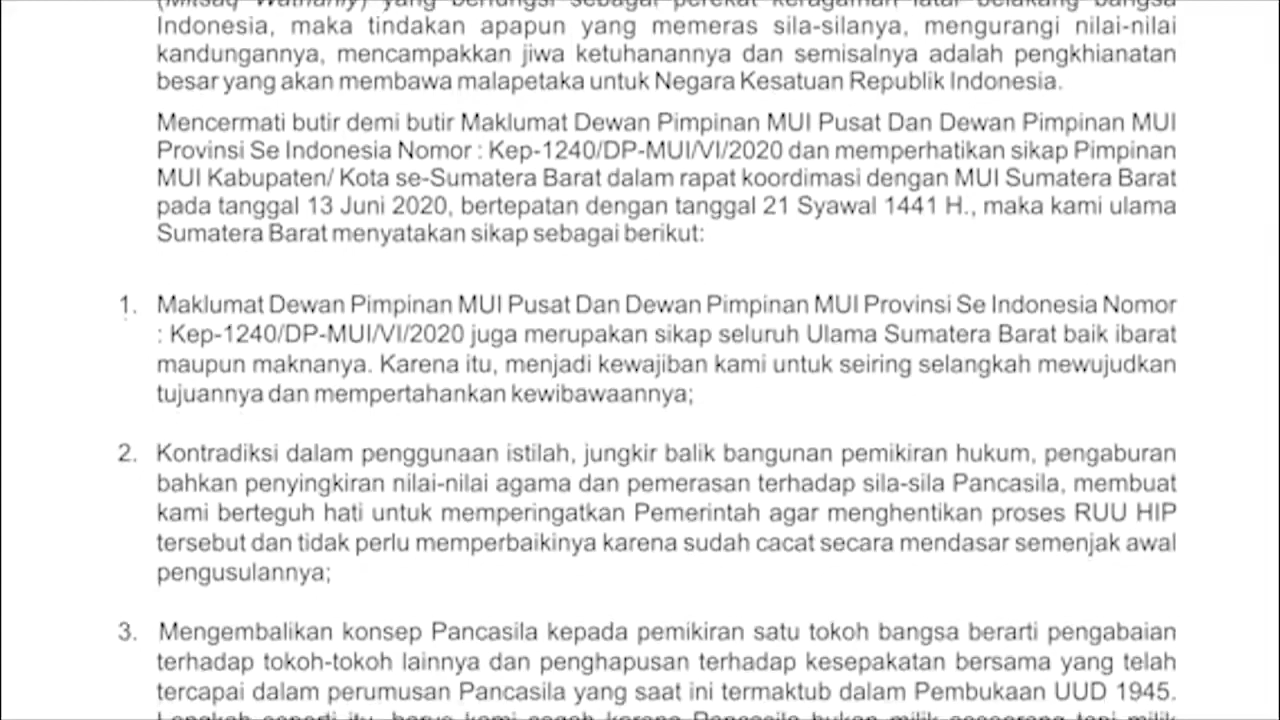 (Mitsaq Wathaniy) yang berfungsi sebagai perekat keragaman latar belakang bangsa
Indonesia, maka tindakan apapun yang memeras sila-silanya, mengurangi nilai-nilai
kandungannya, mencampakkan jiwa ketuhanannya dan semisalnya adalah pengkhianatan
besar yang akan membawa malapetaka untuk Negara Kesatuan Republik Indonesia.
Mencermati butir demi butir Maklumat Dewan Pimpinan MUI Pusat Dan Dewan Pimpinan MUI
Provinsi Se Indonesia Nomor : Kep-1240/DP-MUI/VI/2020 dan memperhatikan sikap Pimpinan
MUI Kabupaten/ Kota se-Sumatera Barat dalam rapat koordimasi dengan MUI Sumatera Barat
pada tanggal 13 Juni 2020, bertepatan dengan tanggal 21 Syawal 1441 H., maka kami ulama
Sumatera Barat menyatakan sikap sebagai berikut:
1. Maklumat Dewan Pimpinan MUI Pusat Dan Dewan Pimpinan MUI Provinsi Se Indonesia Nomor
: Kep-1240/DP-MUI/VI/2020 juga merupakan sikap seluruh Ulama Sumatera Barat baik ibarat
maupun maknanya. Karena itu, menjadi kewajiban kami untuk seiring selangkah mewujudkan
tujuannya dan mempertahankan kewibawaannya;
2. Kontradiksi dalam penggunaan istilah, jungkir balik bangunan pemikiran hukum, pengaburan
bahkan penyingkiran nilai-nilai agama dan pemerasan terhadap sila-sila Pancasila, membuat
kami berteguh hati untuk memperingatkan Pemerintah agar menghentikan proses RUU HIP
tersebut dan tidak perlu memperbaikinya karena sudah cacat secara mendasar semenjak awal
pengusulannya;
3. Mengembalikan konsep Pancasila kepada pemikiran satu tokoh bangsa berarti pengabaian
terhadap tokoh-tokoh lainnya dan penghapusan terhadap kesepakatan bersama yang telah
tercapai dalam perumusan Pancasila yang saat ini termaktub dalam Pembukaan UUD 1945.